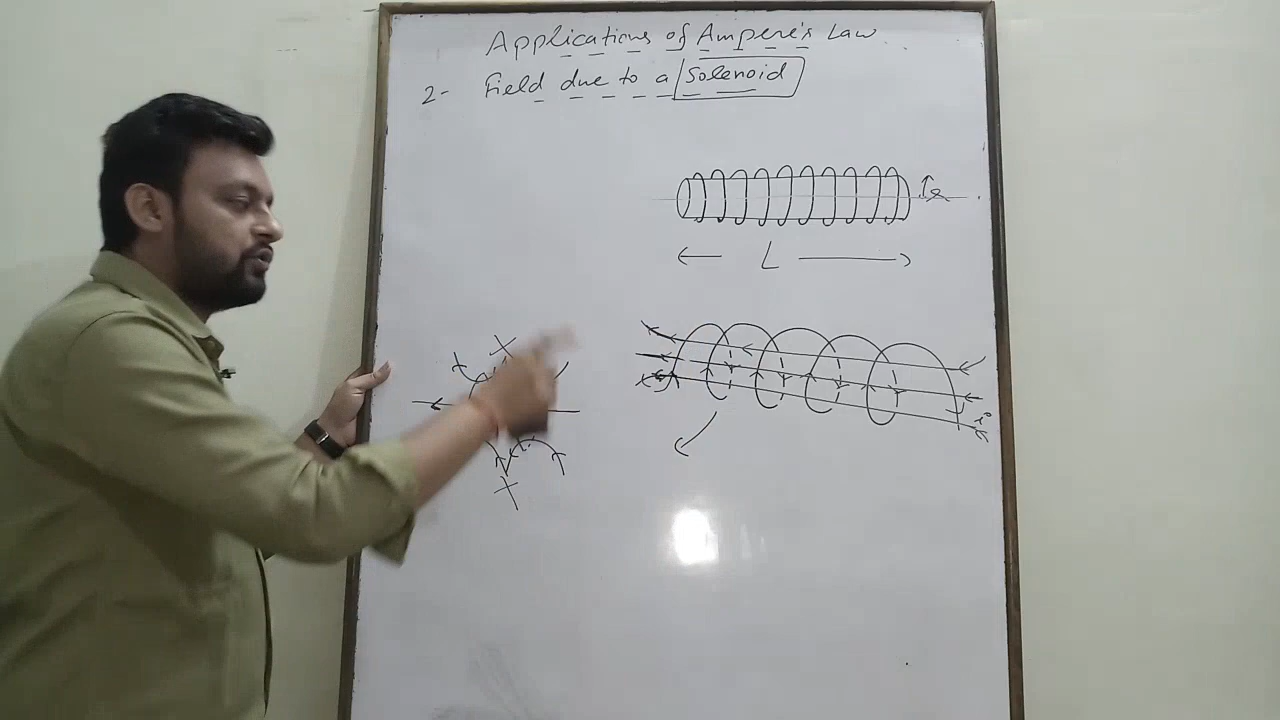 Applications of Ampere's Law
2- Field due to a Solenoid
L
i